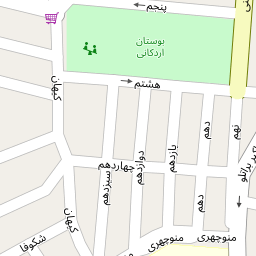 پنجم
بوستان
اردکانی
کیهان
هشتم
دهم
نهم
یازدهم
دوازدهم
چهاردهم
سیزدهم
دهم
کیهان
شکوفا
منوچهری
منوچهری